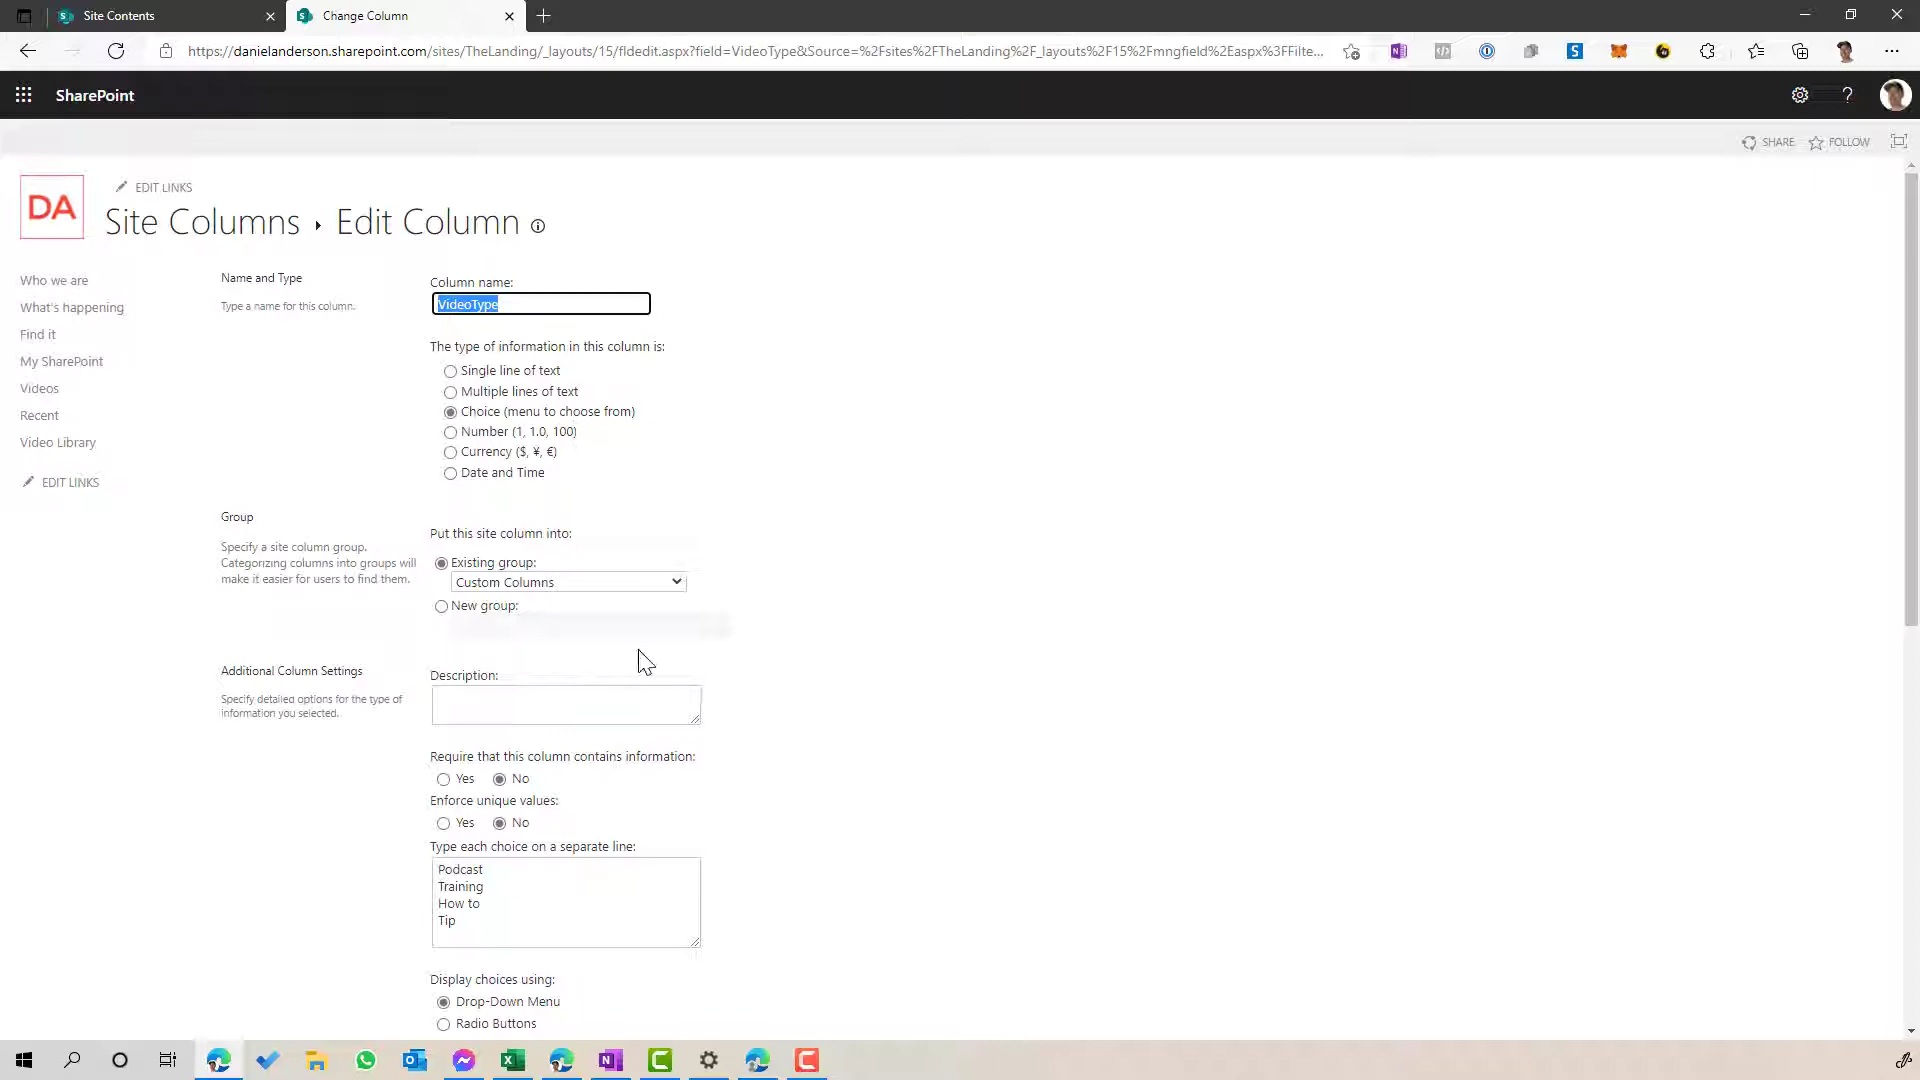 Site Contents
Change Column
https://danielanderson.sharepoint.com/sites/TheLanding/_layouts/15/fldedit.aspx?field=VideoType&Source=%2Fsites%2FTheLanding%2F_layouts%2F15%2Fmngfield%2Easpx%3FFilte...
SharePoint
?
SHARE
FOLLOW
DA
EDIT LINKS
Site Columns
Edit Column
Who we are
What's happening
Find it
My SharePoint
Videos
Recent
Video Library
EDIT LINKS
Name and Type
Type a name for this column.
Column name:
VideoType
The type of information in this column is:
Single line of text
Multiple lines of text
Choice (menu to choose from)
Number (1, 1.0, 100)
Currency ($, ¥, €)
Date and Time
Group
Specify a site column group.
Categorizing columns into groups will
make it easier for users to find them.
Put this site column into:
Existing group:
Custom Columns
New group:
Additional Column Settings
Specify detailed options for the type of
information you selected.
Description:
Require that this column contains information:
Yes No
Enforce unique values:
Yes No
Type each choice on a separate line:
Podcast
Training
How to
Tip
Display choices using:
Drop-Down Menu
Radio Buttons